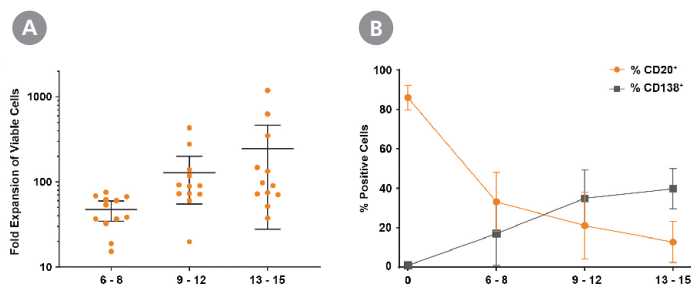 A
B
Fold Expansion of Viable Cells
1000
100
10
6 - 8
9 - 12
13 - 15
% CD20+
% CD138+
% Positive Cells
100
80
60
40
20
0
0
6 - 8
9 - 12
13 - 15